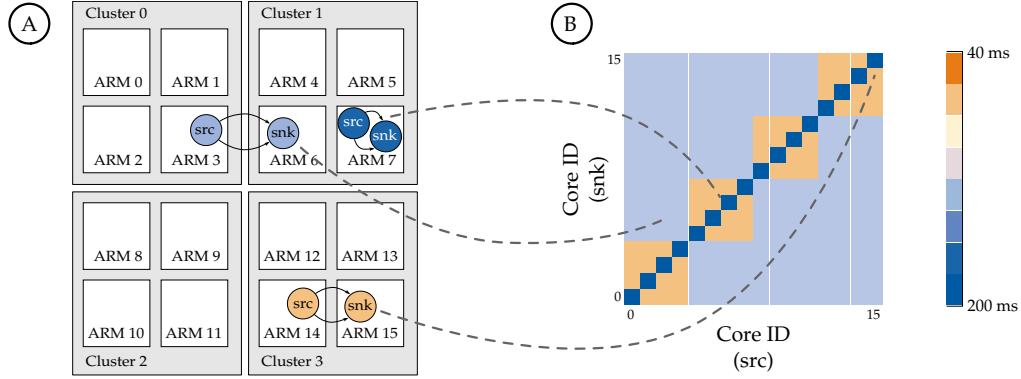 A
Cluster 0
Cluster 1
ARM 0
ARM 1
ARM 4
ARM 5
src
snk
src
snk
ARM 2
ARM 3
ARM 6
ARM 7
ARM 8
ARM 9
ARM 12
ARM 13
src
snk
ARM 10
ARM 11
ARM 14
ARM 15
Cluster 2
Cluster 3
B
15
Core ID
(snk)
0
0
15
Core ID
(src)
40 ms
200 ms